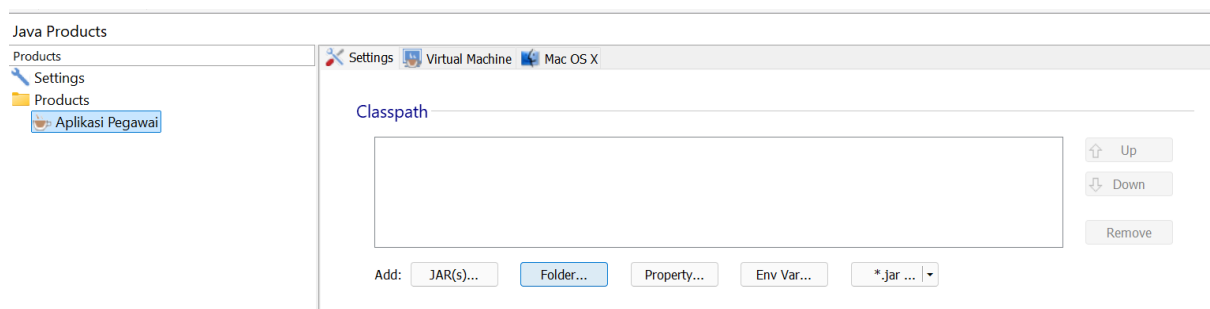 Java Products
Products
Settings
Products
Aplikasi Pegawai
Settings Virtual Machine Mac OS X
Classpath
Up
Down
Remove
Add: JAR(s)... Folder... Property... Env Var... *.jar ...